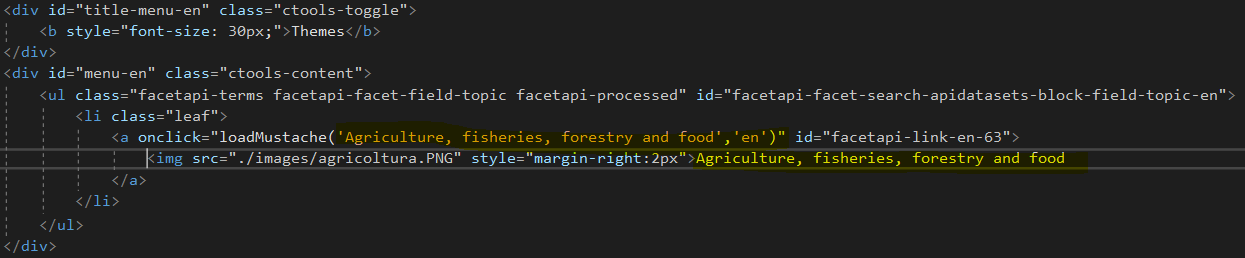 <div id="title-menu-en" class="ctools-toggle">
<b style="font-size: 30px;">Themes</b>
</div>
<div id="menu-en" class="ctools-content">
<ul class="facetapi-terms facetapi-facet-field-topic facetapi-processed" id="facetapi-facet-search-apidatasets-block-field-topic-en">
<li class="leaf">
<a onclick="loadMustache('Agriculture, fisheries, forestry and food','en')" id="facetapi-link-en-63">
<img src="./images/agricoltura.PNG" style="margin-right:2px">Agriculture, fisheries, forestry and food
</a>
</li>
</ul>
</div>